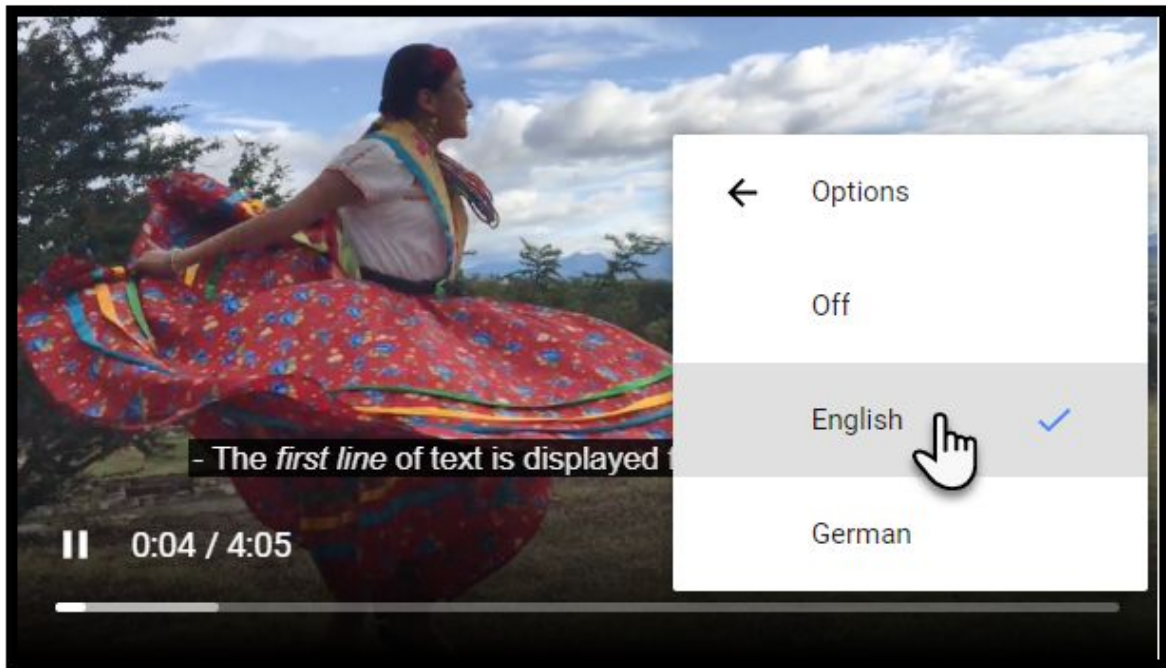 Options
Off
English
- The first line of text is displayed
German
0:04 / 4:05